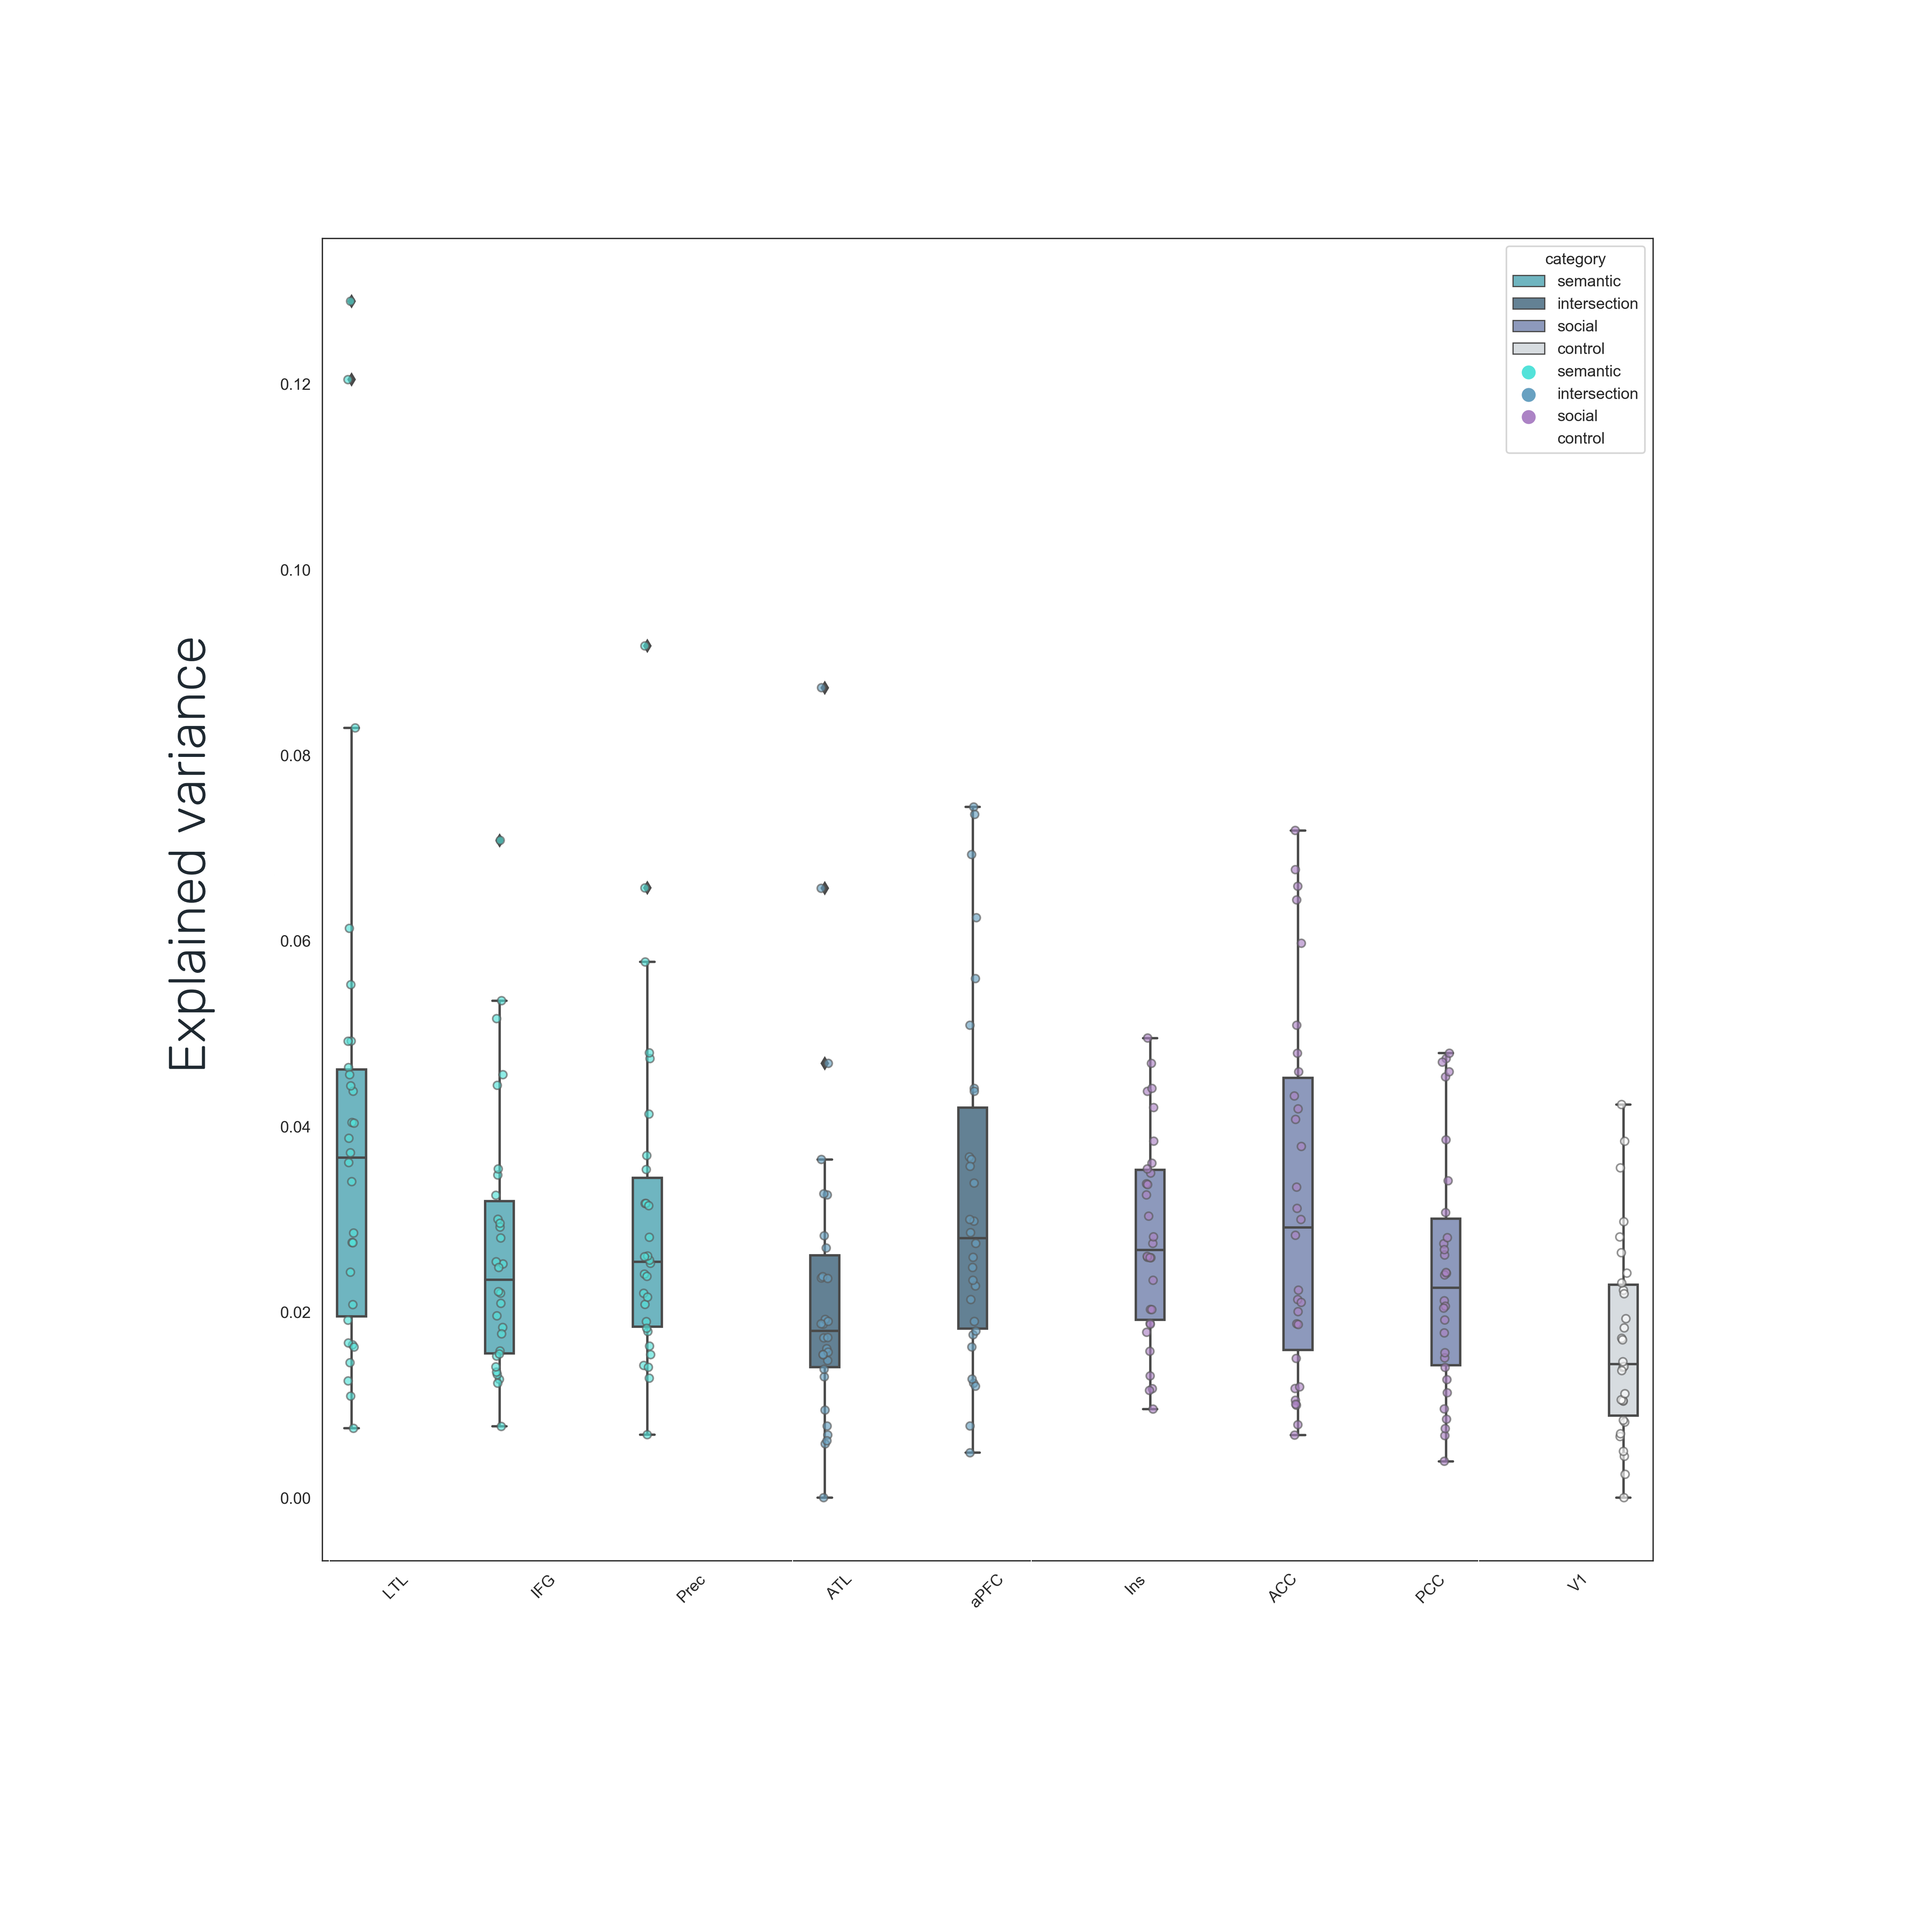 category
semantic
intersection
social
control
semantic
intersection
social
control
Explained variance
0.12
0.10
0.08
0.06
0.04
0.02
0.00
LTL IFG Prec ATL aPFC Ins ACC PCC V1